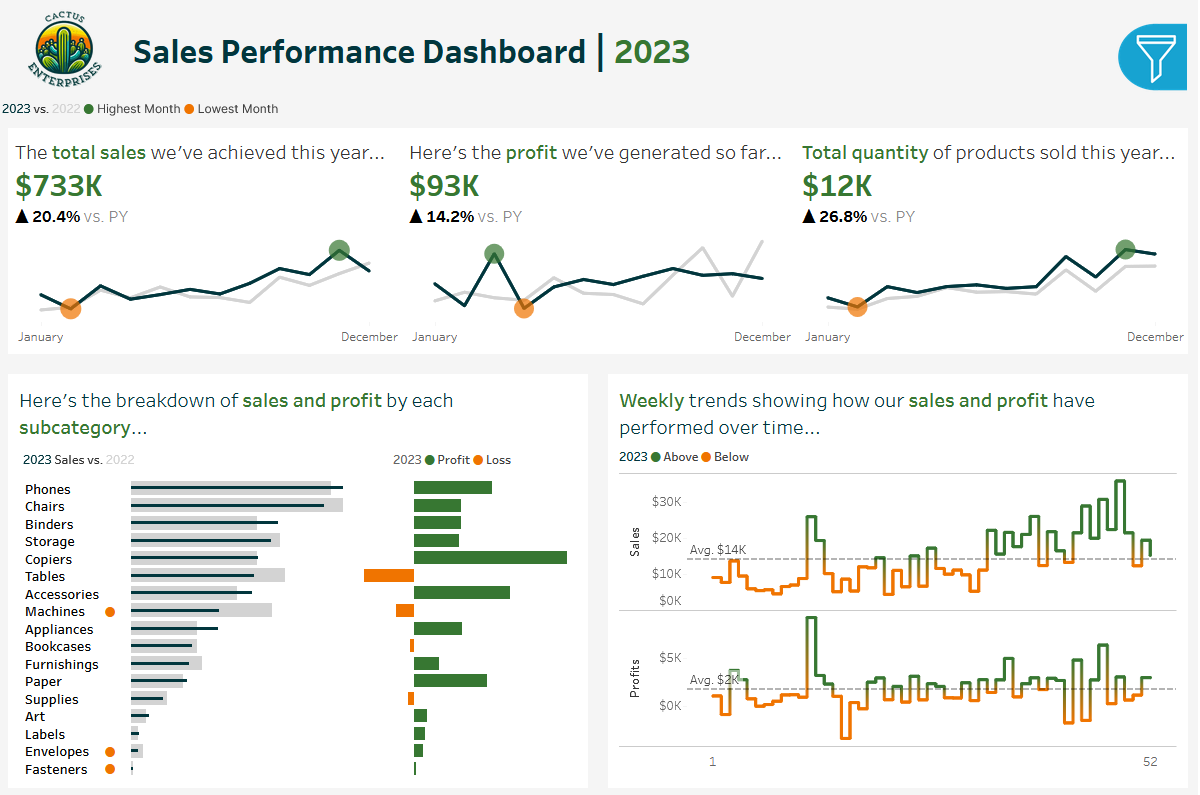 CACTUS
ENTERPRISES
Sales Performance Dashboard | 2023
2023 vs. 2022 Highest Month Lowest Month
The total sales we've achieved this year...
$733K
▲ 20.4% vs. PY
January December
Here's the profit we've generated so far...
$93K
▲ 14.2% vs. PY
January December
Total quantity of products sold this year...
$12K
▲ 26.8% vs. PY
January December
Here's the breakdown of sales and profit by each
subcategory...
2023 Sales vs. 2022
2023 Profit Loss
Phones
Chairs
Binders
Storage
Copiers
Tables
Accessories
Machines
Appliances
Bookcases
Furnishings
Paper
Supplies
Art
Labels
Envelopes
Fasteners
Weekly trends showing how our sales and profit have
performed over time...
2023 Above Below
Sales
$30K
$20K
Avg. $14K
$10K
$0K
Profits
$5K
Avg. $2K
$0K
1 52